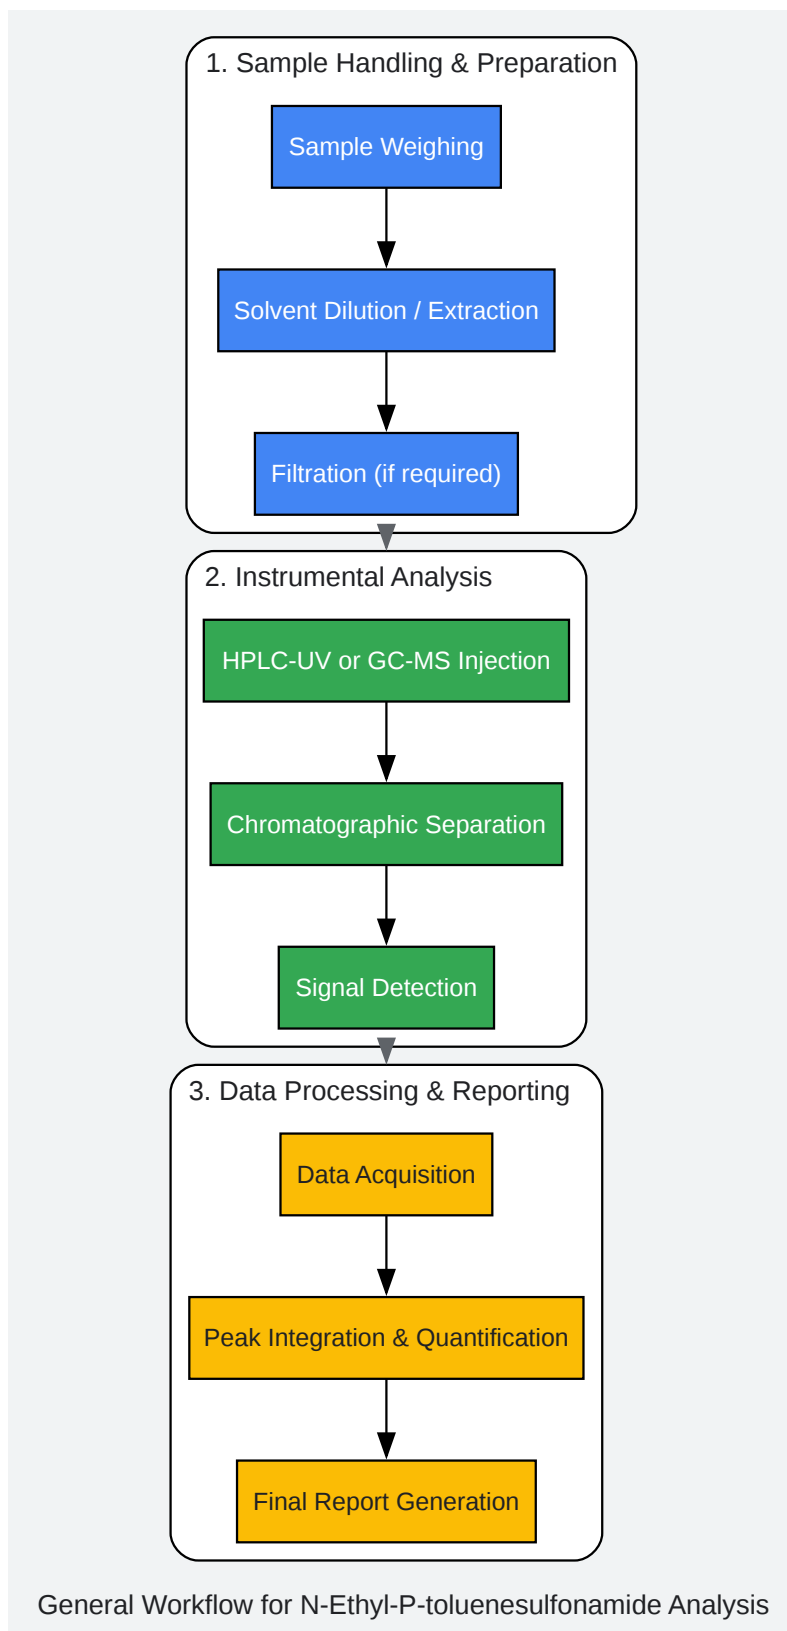 1. Sample Handling & Preparation
Sample Weighing
Solvent Dilution / Extraction
Filtration (if required)
2. Instrumental Analysis
HPLC-UV or GC-MS Injection
Chromatographic Separation
Signal Detection
3. Data Processing & Reporting
Data Acquisition
Peak Integration & Quantification
Final Report Generation
General Workflow for N-Ethyl-P-toluenesulfonamide Analysis